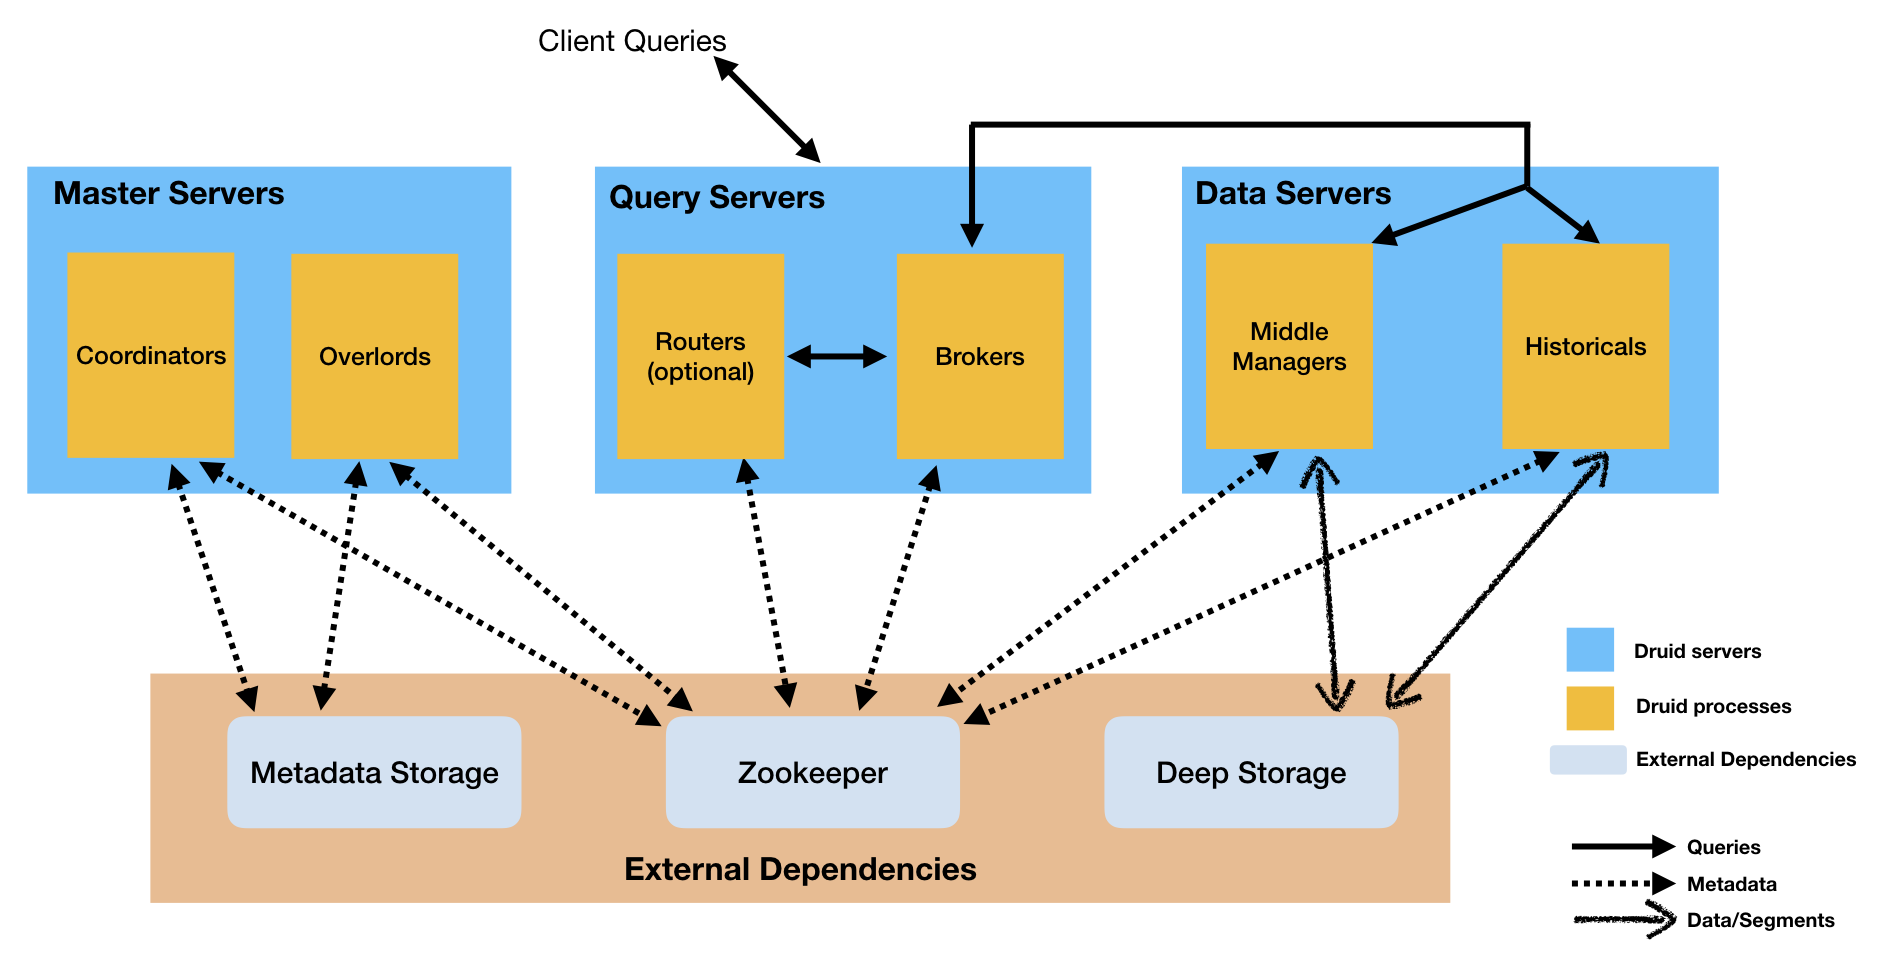 Client Queries
Master Servers
Query Servers
Data Servers
Coordinators
Overlords
Routers
(optional)
Brokers
Middle
Managers
Historicals
Metadata Storage
Zookeeper
Deep Storage
External Dependencies
Druid servers
Druid processes
External Dependencies
Queries
Metadata
Data/Segments